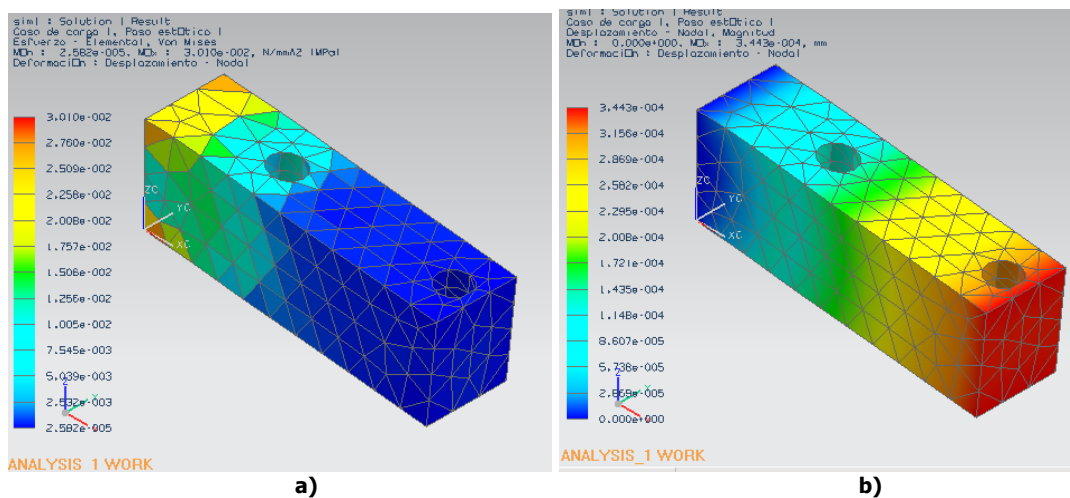 sim1 : Solution 1 Result
Caso de carga 1, Paso est□tico 1
Esfuerzo - Elemental, Von Mises
M□n : 2.582e-005, M□x : 3.010e-002, N/mm^2 (MPa)
Deformaci□n : Desplazamiento - Nodal
3.010e-002
2.760e-002
2.509e-002
2.258e-002
2.008e-002
1.757e-002
1.506e-002
1.256e-002
1.005e-002
7.545e-003
5.039e-003
2.532e-003
2.582e-005
ZC
YC
XC
Z
ANALYSIS_1 WORK
a)
sim1 : Solution 1 Result
Caso de carga 1, Paso est□tico 1
Desplazamiento - Nodal, Magnitud
M□n : 0.000e+000, M□x : 3.443e-004, mm
Deformaci□n : Desplazamiento - Nodal
3.443e-004
3.156e-004
2.869e-004
2.582e-004
2.295e-004
2.008e-004
1.721e-004
1.435e-004
1.148e-004
8.607e-005
5.738e-005
2.869e-005
0.000e+000
ZC
YC
XC
Z
ANALYSIS_1 WORK
b)